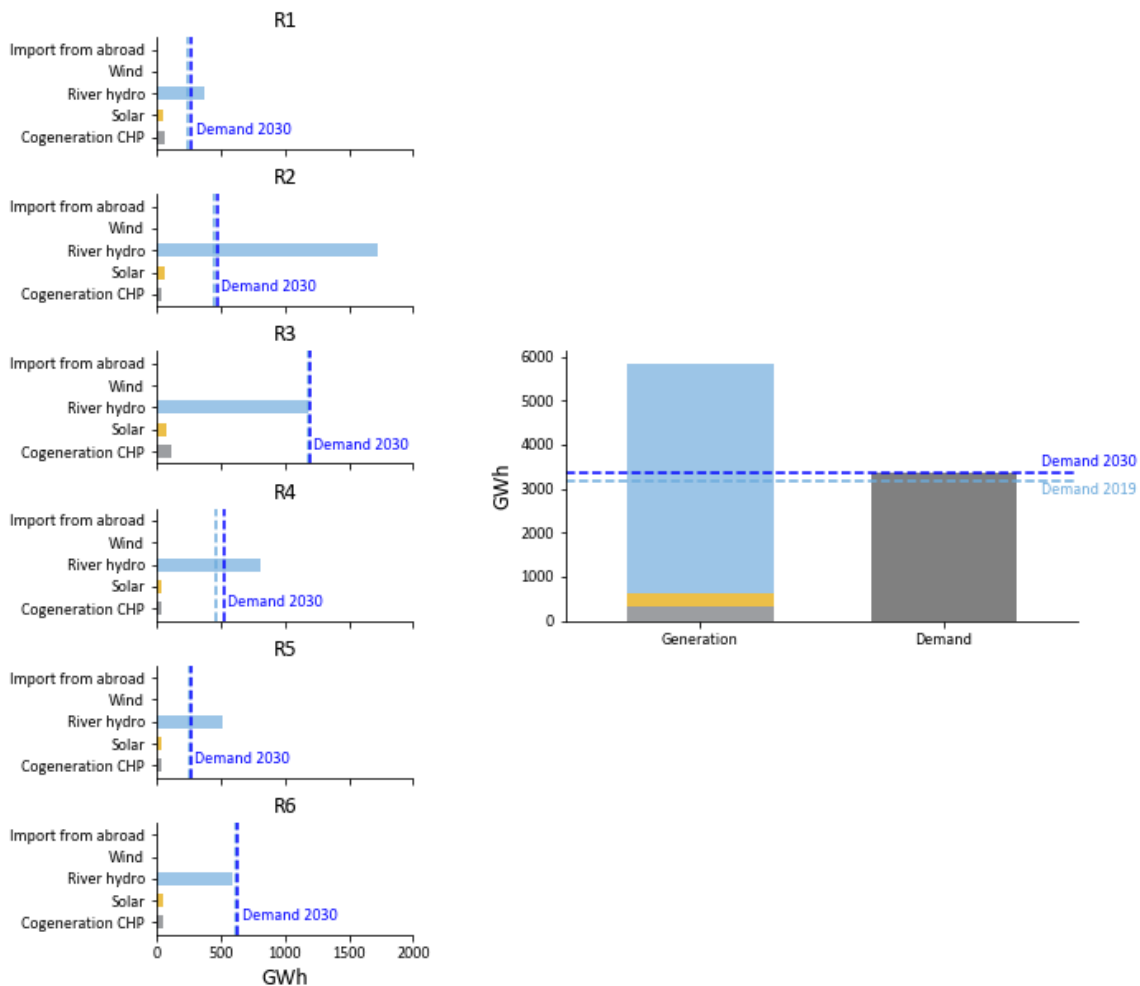 R1
Import from abroad
Wind
River hydro
Solar
Cogeneration CHP
Demand 2030
R2
Import from abroad
Wind
River hydro
Solar
Cogeneration CHP
Demand 2030
R3
Import from abroad
Wind
River hydro
Solar
Cogeneration CHP
Demand 2030
R4
Import from abroad
Wind
River hydro
Solar
Cogeneration CHP
Demand 2030
R5
Import from abroad
Wind
River hydro
Solar
Cogeneration CHP
Demand 2030
R6
Import from abroad
Wind
River hydro
Solar
Cogeneration CHP
Demand 2030
0 500 1000 1500 2000
GWh
6000
5000
4000
3000
2000
1000
0
GWh
Demand 2030
Demand 2019
Generation Demand